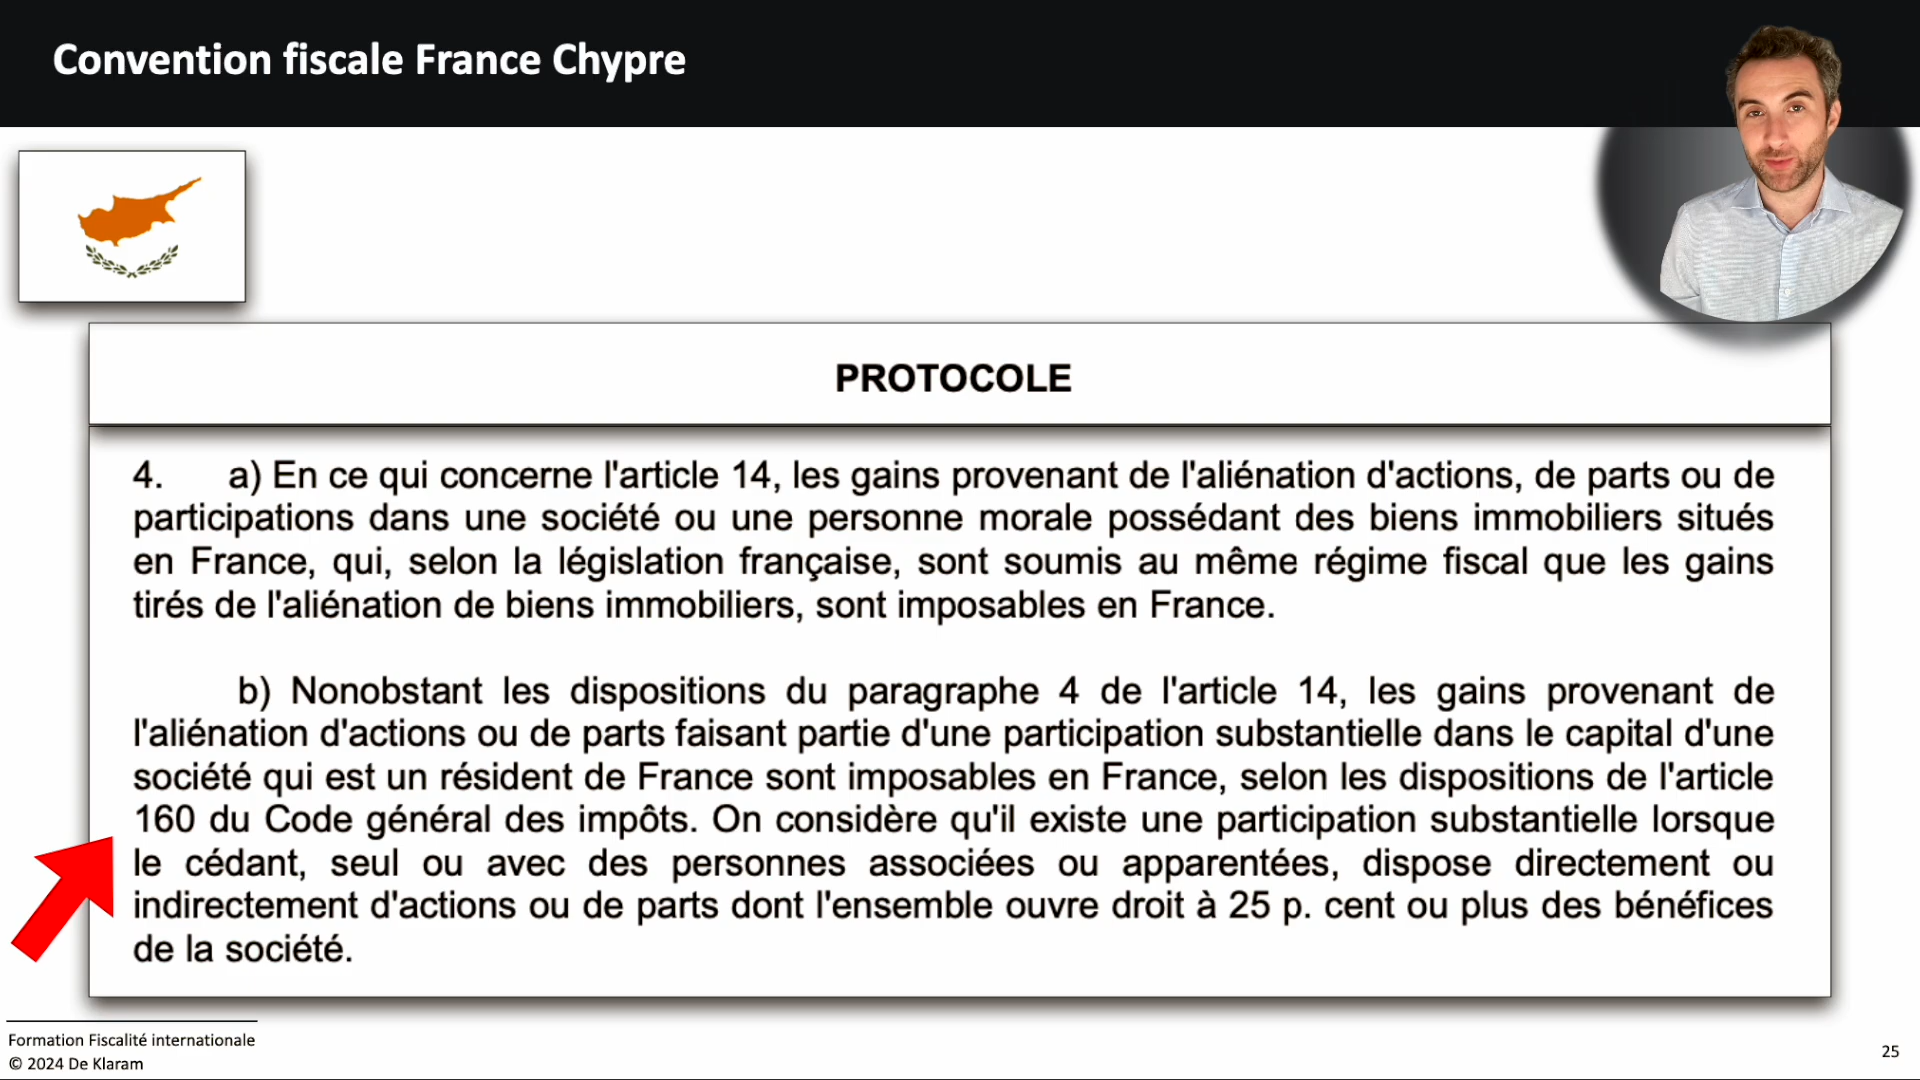 Convention fiscale France Chypre
PROTOCOLE
4. a) En ce qui concerne l'article 14, les gains provenant de l'aliénation d'actions, de parts ou de
participations dans une société ou une personne morale possédant des biens immobiliers situés
en France, qui, selon la législation française, sont soumis au même régime fiscal que les gains
tirés de l'aliénation de biens immobiliers, sont imposables en France.
b) Nonobstant les dispositions du paragraphe 4 de l'article 14, les gains provenant de
l'aliénation d'actions ou de parts faisant partie d'une participation substantielle dans le capital d'une
société qui est un résident de France sont imposables en France, selon les dispositions de l'article
160 du Code général des impôts. On considère qu'il existe une participation substantielle lorsque
le cédant, seul ou avec des personnes associées ou apparentées, dispose directement ou
indirectement d'actions ou de parts dont l'ensemble ouvre droit à 25 p. cent ou plus des bénéfices
de la société.
Formation Fiscalité internationale
© 2024 De Klaram
25